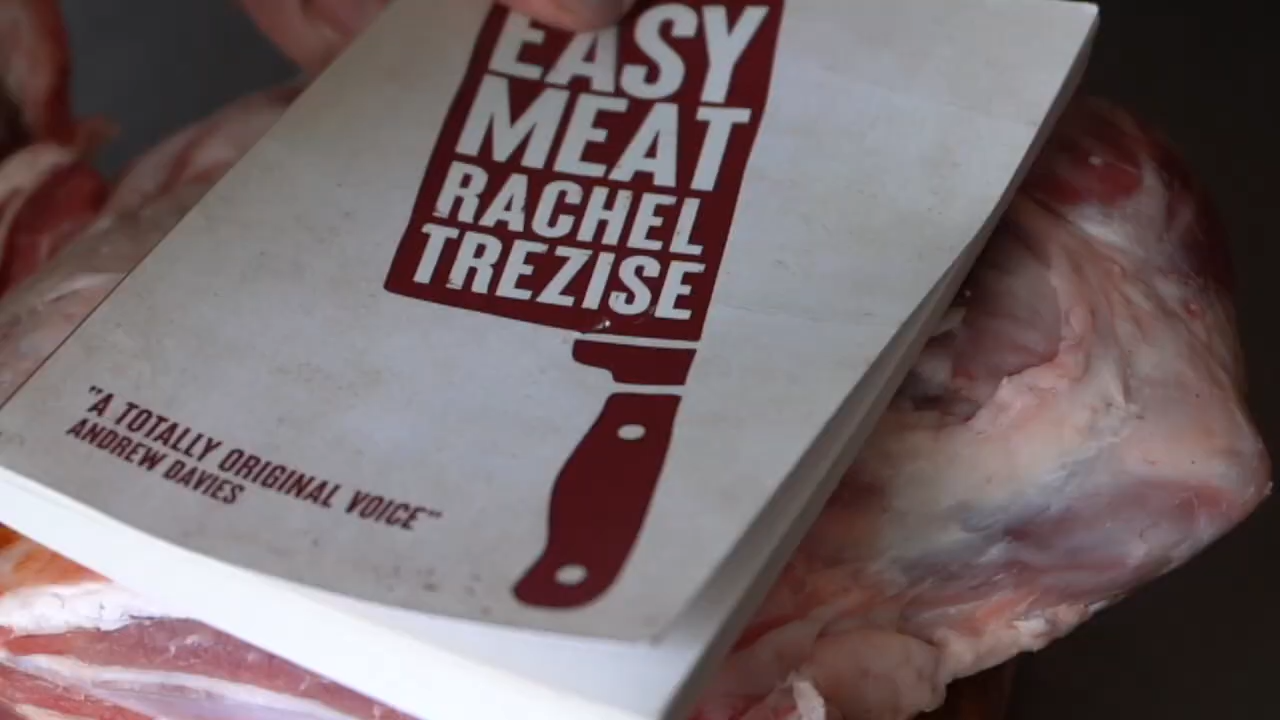 EASY
MEAT
RACHEL
TREZISE
"A TOTALLY ORIGINAL VOICE"
ANDREW DAVIES